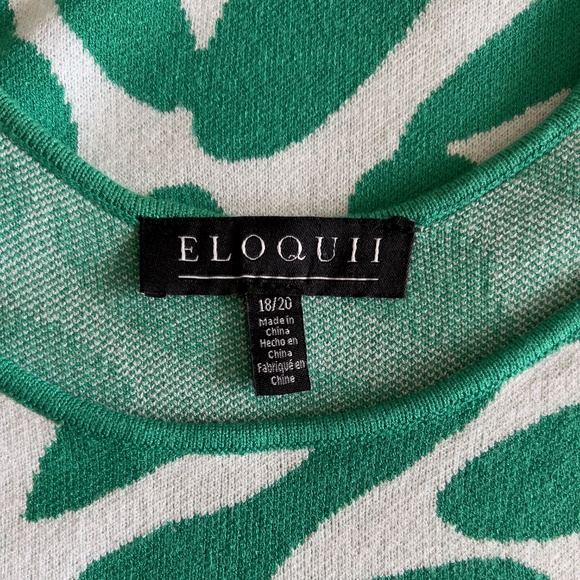 ELOQUII
18/20
Made in
China
Hecho en
China
Fabriqué en
Chine